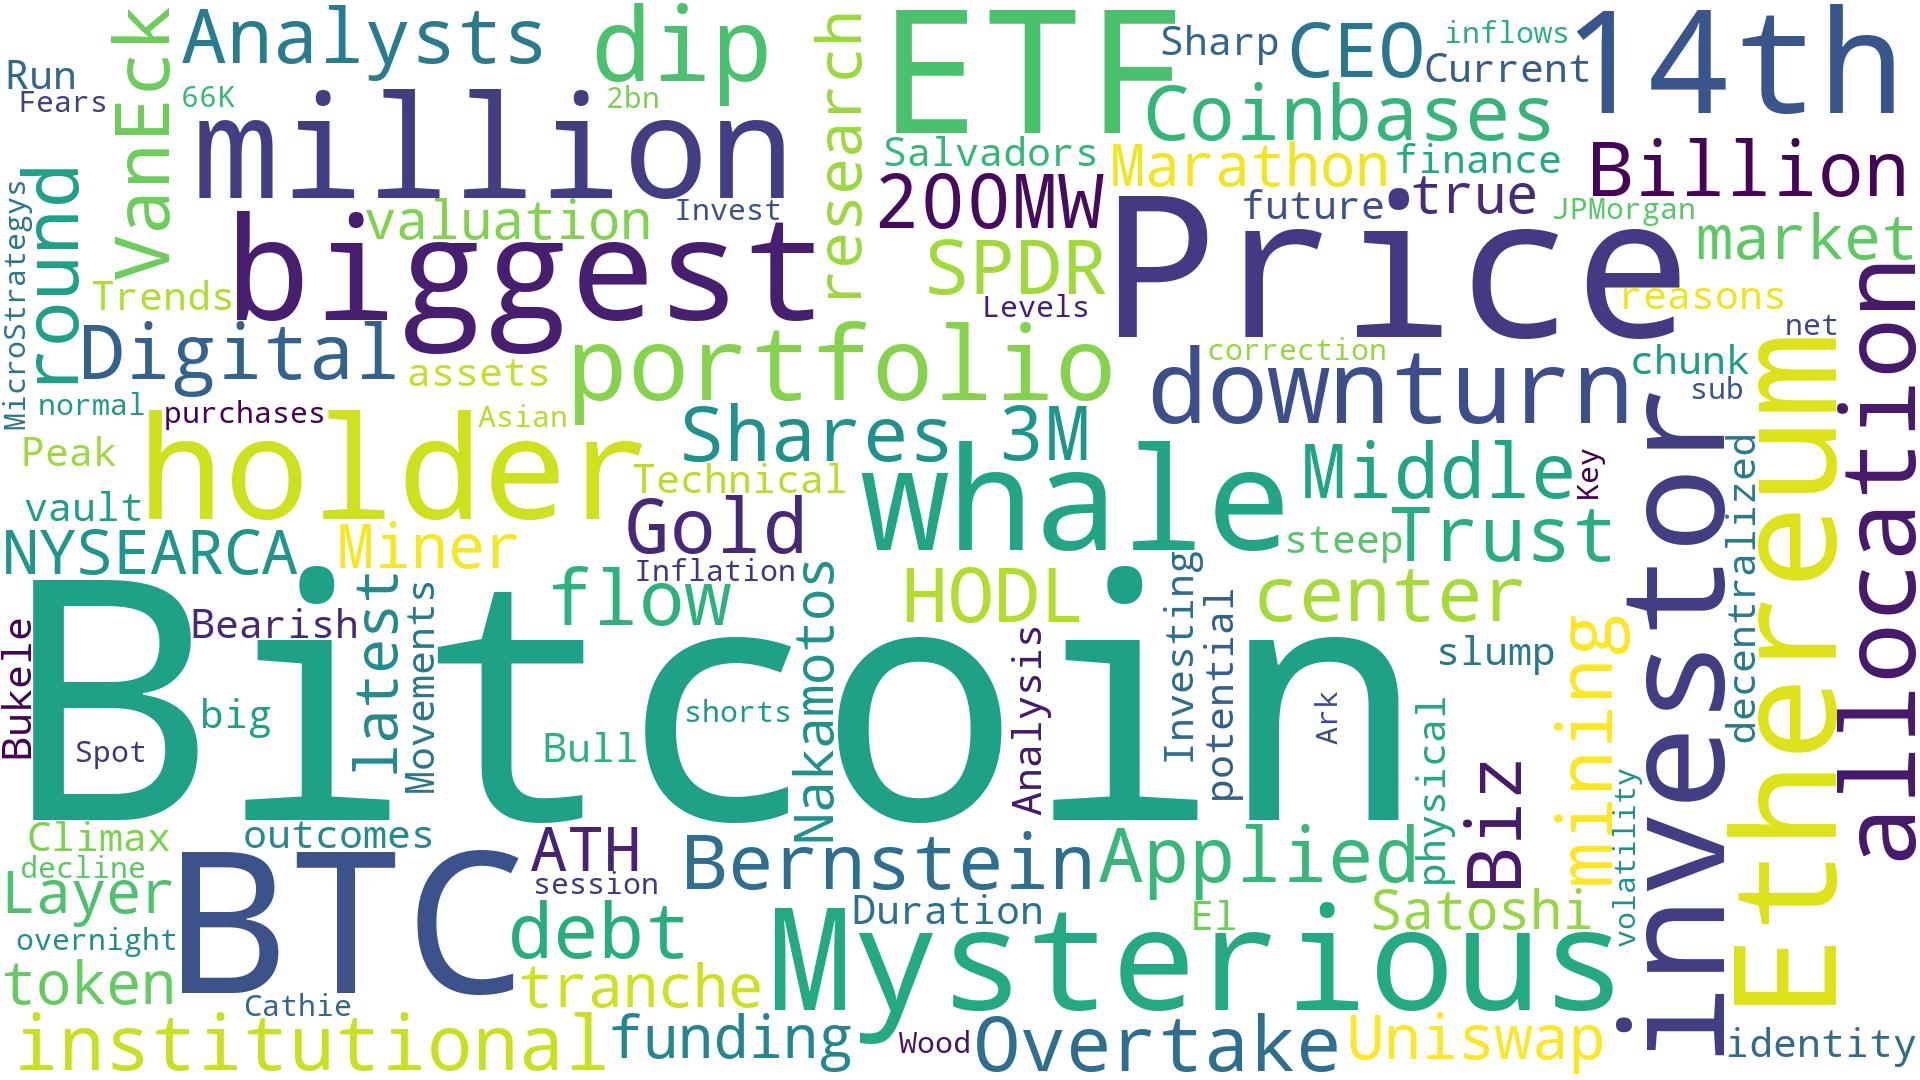 Analysts
dip
ETF
Sharp
CEO
inflows
14th
Run
Fears
VanEck
66K
million
2bn
research
Coinbases
Current
Salvadors
Marathon
finance
Billion
MicroStrategys
round
valuation
Invest
200MW
future
true
JPMorgan
market
Trends
biggest
SPDR
Levels
Price
reasons
allocation
Digital
assets
portfolio
correction
downturn
chunk
net
sub
normal
purchases
Asian
Peak
holder
Shares
3M
whale
Middle
Key
investor
decentralized
Ethereum
vault
Technical
Gold
steep
Trust
NYSEARCA
Miner
Inflation
flow
HODL
center
Bitcoin
Bukele
Bearish
latest
Movements
Nakamotos
Analysis
Investing
potential
slump
mining
Spot
big
Bull
shorts
Ark
physical
Biz
volatility
Climax
outcomes
decline
Layer
BTC
ATH
session
Bernstein
Applied
overnight
debt
Duration
El
Satoshi
token
tranche
Mysterious
Cathie
institutional
funding
Wood
Overtake
Uniswap
identity